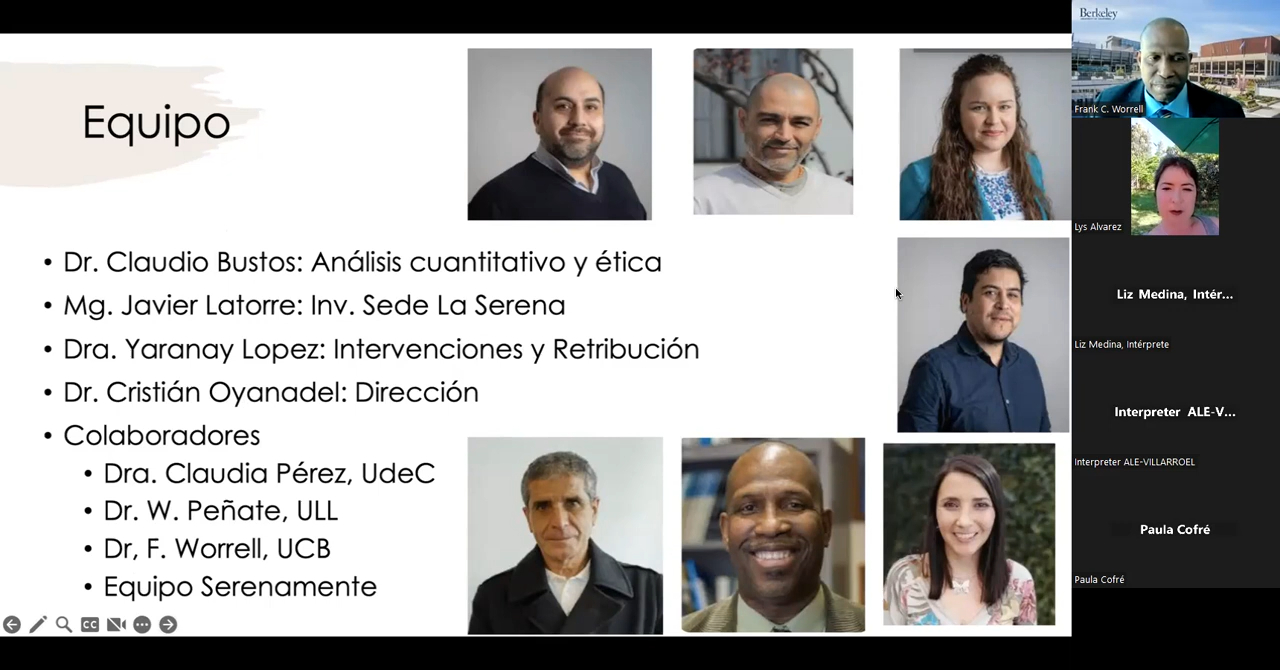 Equipo
• Dr. Claudio Bustos: Análisis cuantitativo y ética
• Mg. Javier Latorre: Inv. Sede La Serena
• Dra. Yaranay Lopez: Intervenciones y Retribución
• Dr. Cristián Oyanadel: Dirección
• Colaboradores
• Dra. Claudia Pérez, UdeC
• Dr. W. Peñate, ULL
• Dr, F. Worrell, UCB
• Equipo Serenamente
CC
Berkeley
Frank C. Worrell
Lys Alvarez
Liz Medina, Intér...
Liz Medina, Intérprete
Interpreter ALE-V...
Interpreter ALE-VILLARROEL
Paula Cofré
Paula Cofré